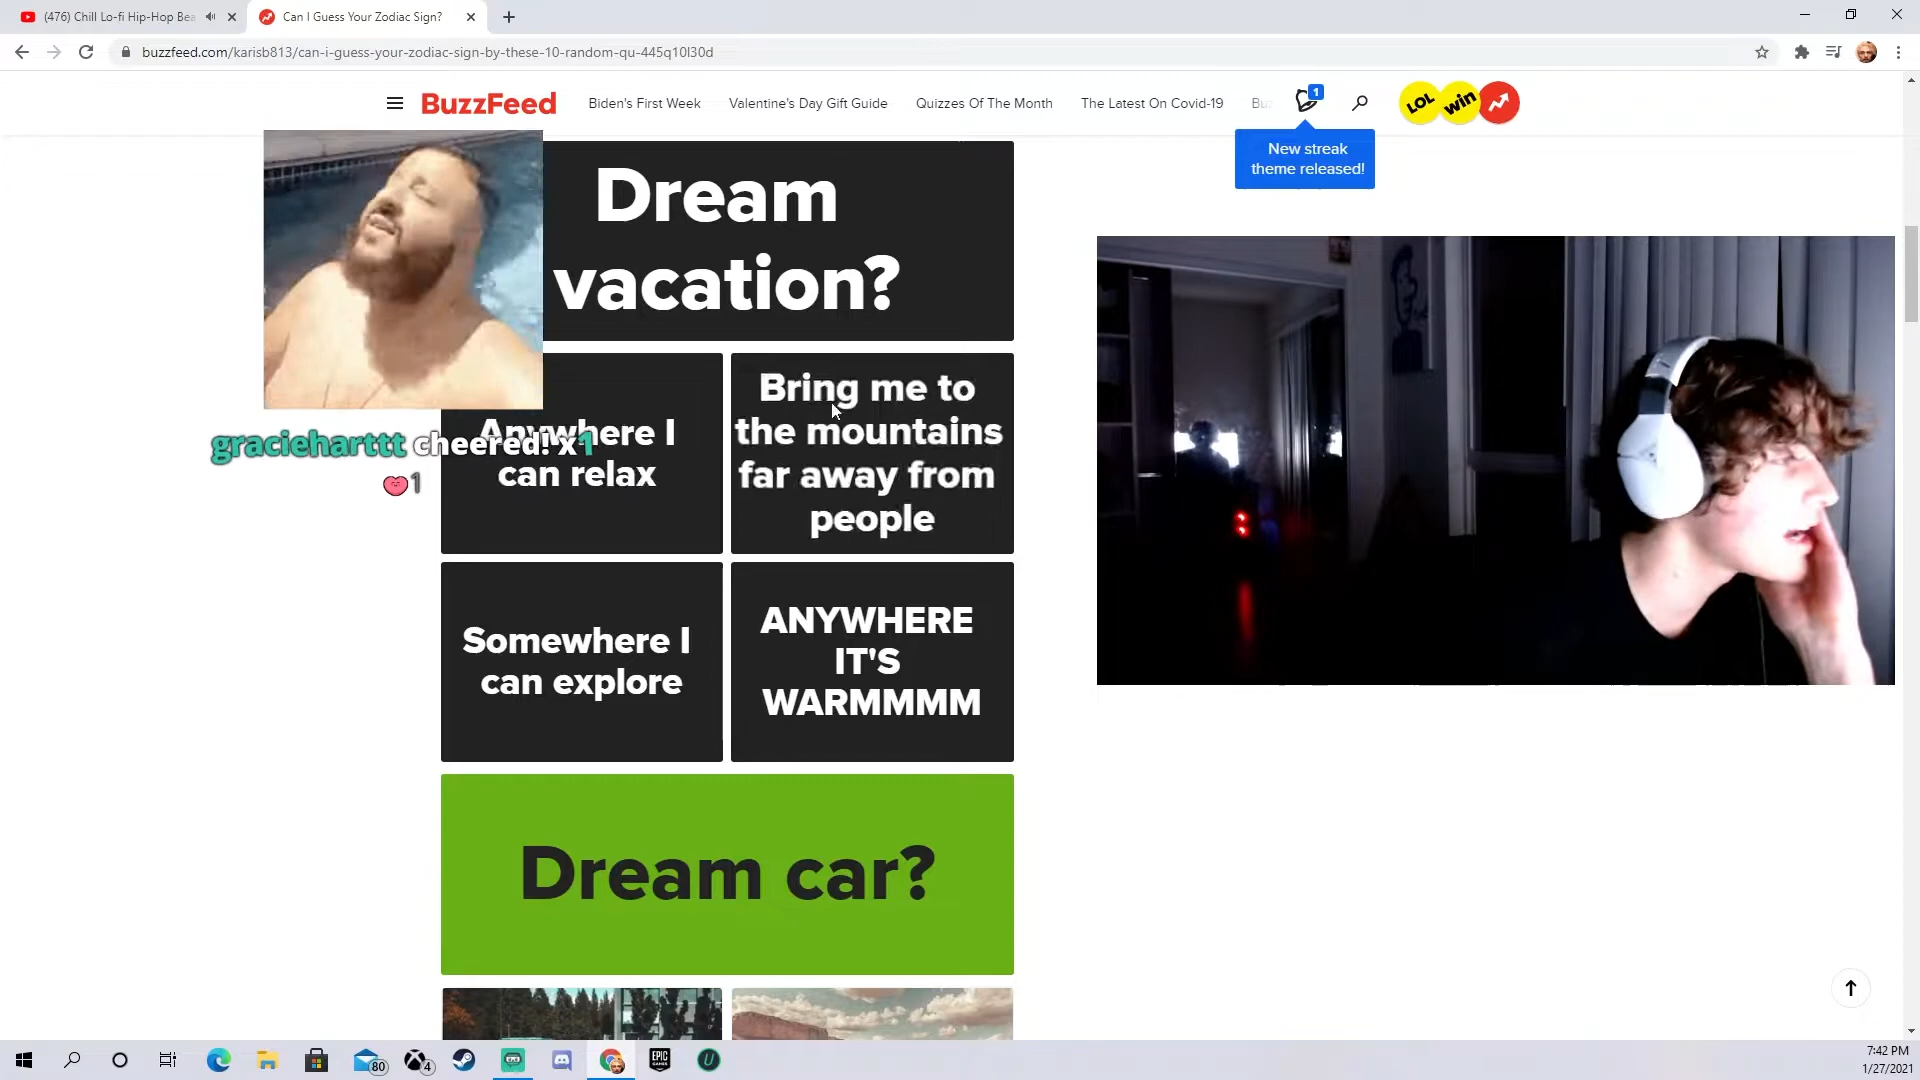 (476) Chill Lo-fi Hip-Hop Bea
Can I Guess Your Zodiac Sign?
buzzfeed.com/karisb813/can-i-guess-your-zodiac-sign-by-these-10-random-qu-445q10l30d
BuzzFeed
Biden's First Week
Valentine's Day Gift Guide
Quizzes Of The Month
The Latest On Covid-19
Buz
1
LOL
win
New streak
theme released!
Dream
vacation?
Anywhere I
can relax
Bring me to
the mountains
far away from
people
gracieharttt cheered! x1
1
Somewhere I
can explore
ANYWHERE
IT'S
WARMMMM
Dream car?
80
4
EPIC
GAMES
U
7:42 PM
1/27/2021